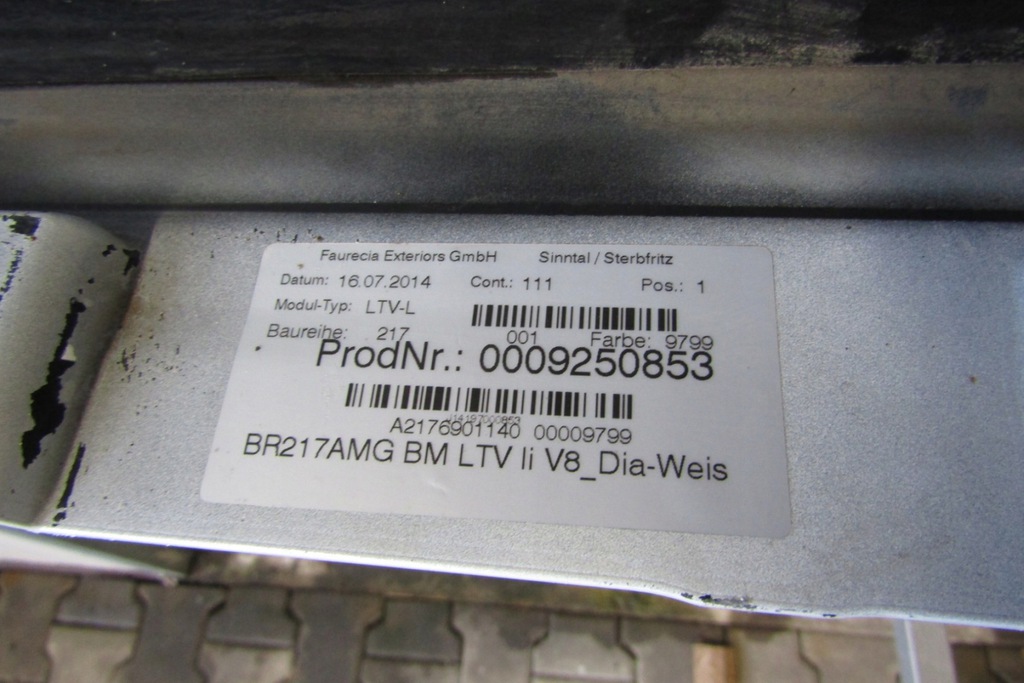 Faurecia Exteriors GmbH Sinntal / Sterbfritz
Datum: 16.07.2014 Cont.: 111 Pos.: 1
Modul-Typ: LTV-L
Baureihe: 217 001 Farbe: 9799
ProdNr.: 0009250853
A2176901140 00009799
BR217AMG BM LTV li V8_Dia-Weis